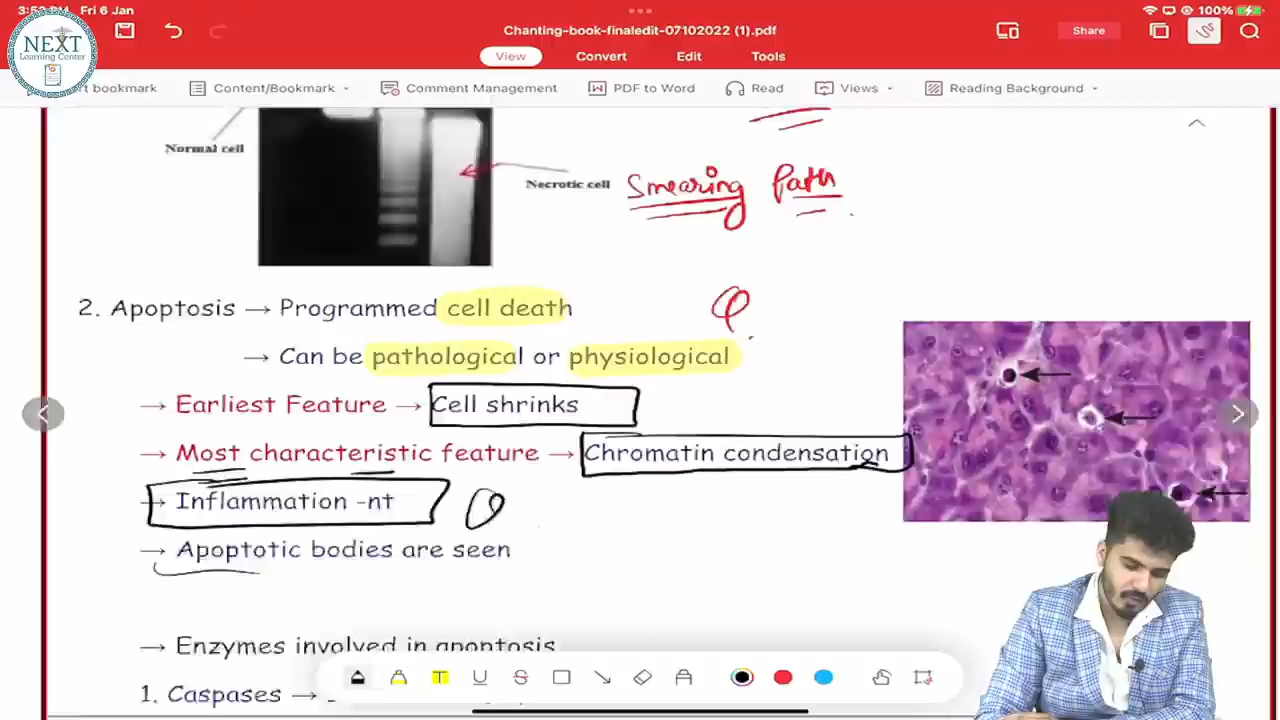 3:5 PM Fri 6 Jan
100%
NEXT
Learning Center
Chanting-book-finaledit-07102022 (1).pdf
Share
View
Convert
Edit
Tools
bookmark
Content/Bookmark
Comment Management
PDF to Word
Read
Views
Reading Background
Normal cell
Necrotic cell
Smearing Path
2. Apoptosis → Programmed cell death
→ Can be pathological or physiological
→ Earliest Feature → Cell shrinks
→ Most characteristic feature → Chromatin condensation
→ Inflammation -nt
→ Apoptotic bodies are seen
→ Enzymes involved in apoptosis
1. Caspases →